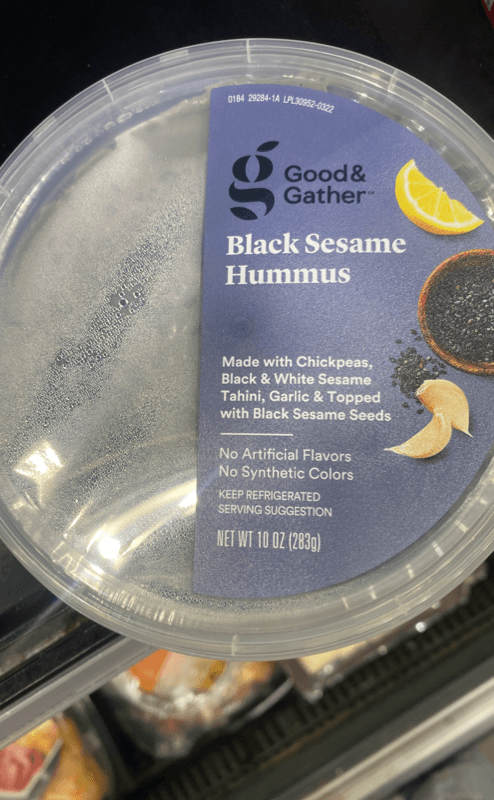 0184 29284-1A LPL30952-0322
Good&
Gather™
Black Sesame
Hummus
Made with Chickpeas,
Black & White Sesame
Tahini, Garlic & Topped
with Black Sesame Seeds
No Artificial Flavors
No Synthetic Colors
KEEP REFRIGERATED
SERVING SUGGESTION
NET WT 10 OZ (283g)